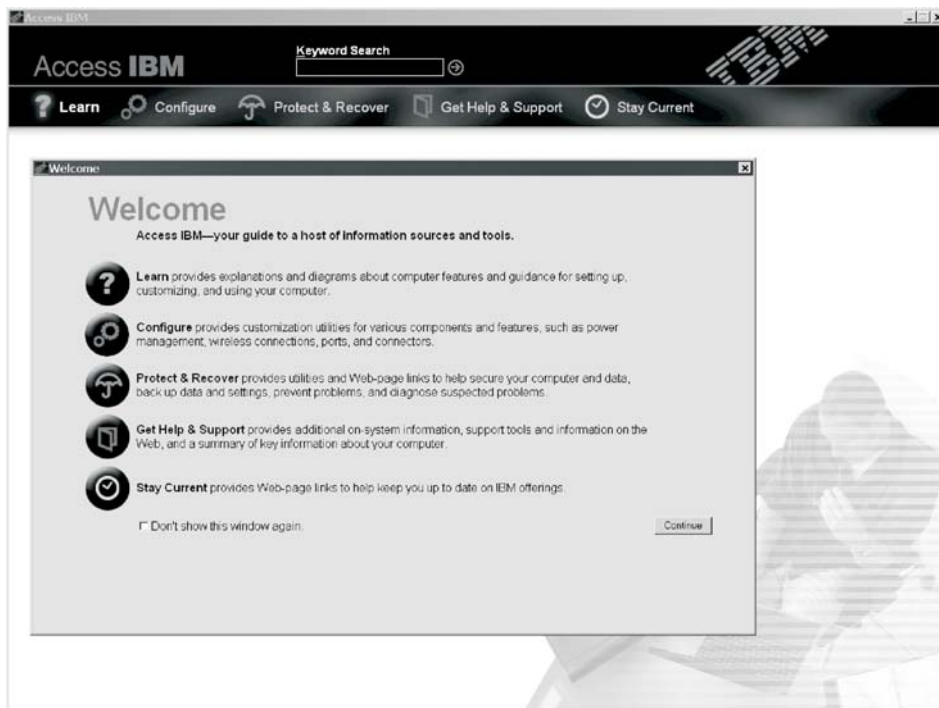 Access IBM
Keyword Search
Access IBM
IBM
Learn Configure Protect & Recover Get Help & Support Stay Current
Welcome
Welcome
Access IBM—your guide to a host of information sources and tools.
Learn provides explanations and diagrams about computer features and guidance for setting up,
customizing, and using your computer.
Configure provides customization utilities for various components and features, such as power
management, wireless connections, ports, and connectors.
Protect & Recover provides utilities and Web-page links to help secure your computer and data,
back up data and settings, prevent problems, and diagnose suspected problems.
Get Help & Support provides additional on-system information, support tools and information on the
Web, and a summary of key information about your computer.
Stay Current provides Web-page links to help keep you up to date on IBM offerings.
Don't show this window again.
Continue